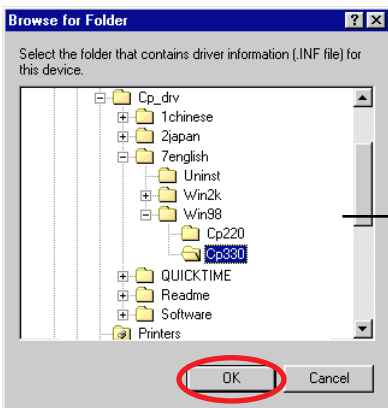 Browse for Folder
Select the folder that contains driver information (.INF file) for
this device.
Cp_drv
1chinese
2japan
7english
Uninst
Win2k
Win98
Cp220
Cp330
QUICKTIME
Readme
Software
Printers
OK Cancel